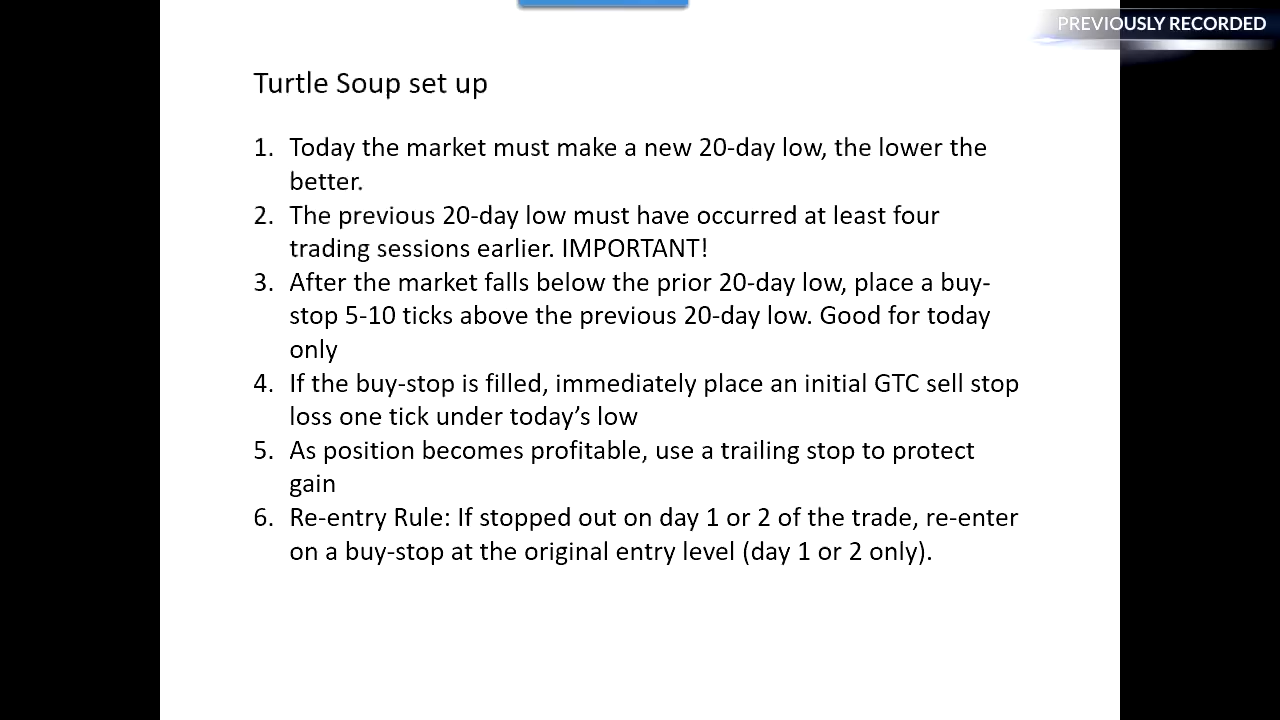 PREVIOUSLY RECORDED
Turtle Soup set up
1. Today the market must make a new 20-day low, the lower the
better.
2. The previous 20-day low must have occurred at least four
trading sessions earlier. IMPORTANT!
3. After the market falls below the prior 20-day low, place a buy-
stop 5-10 ticks above the previous 20-day low. Good for today
only
4. If the buy-stop is filled, immediately place an initial GTC sell stop
loss one tick under today’s low
5. As position becomes profitable, use a trailing stop to protect
gain
6. Re-entry Rule: If stopped out on day 1 or 2 of the trade, re-enter
on a buy-stop at the original entry level (day 1 or 2 only).